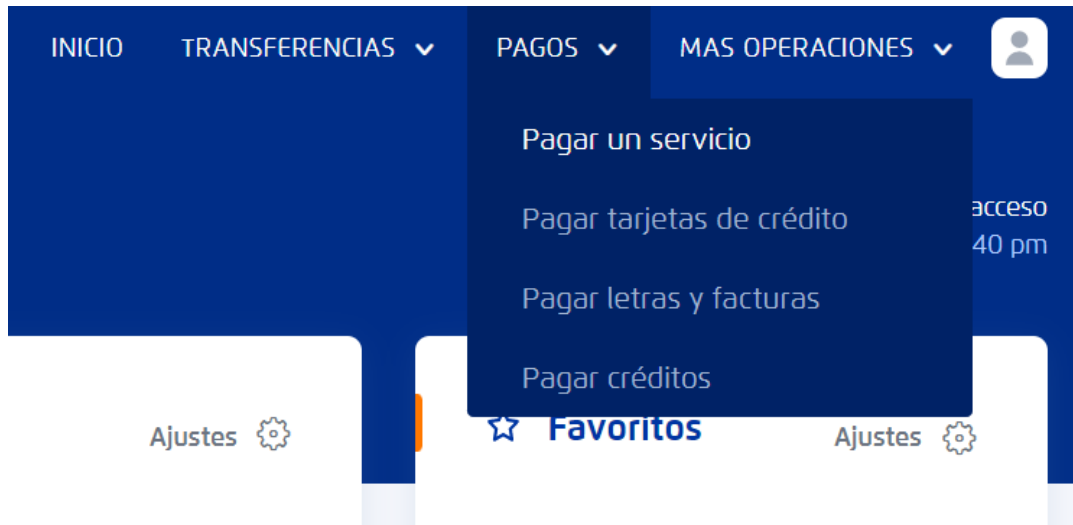 INICIO TRANSFERENCIAS PAGOS MAS OPERACIONES
Pagar un servicio
acceso
Pagar tarjetas de crédito
40 pm
Pagar letras y facturas
Pagar créditos
Ajustes Favoritos Ajustes